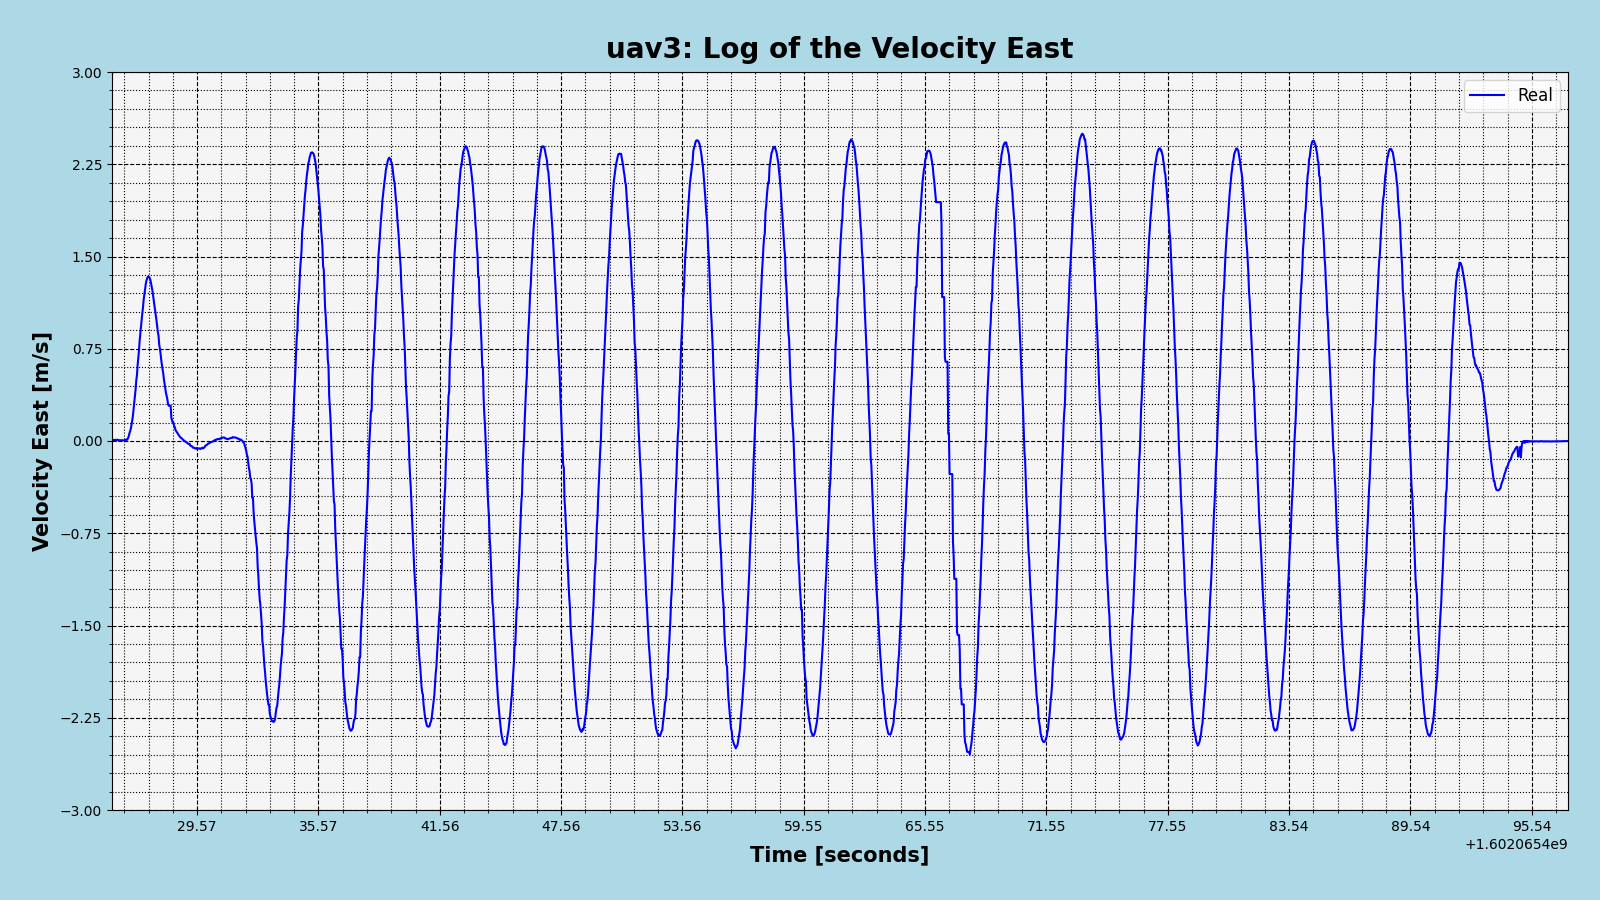 uav3: Log of the Velocity East
3.00
2.25
1.50
0.75
0.00
−0.75
−1.50
−2.25
−3.00
Velocity East [m/s]
Real
29.57 35.57 41.56 47.56 53.56 59.55 65.55 71.55 77.55 83.54 89.54 95.54
+1.6020654e9
Time [seconds]